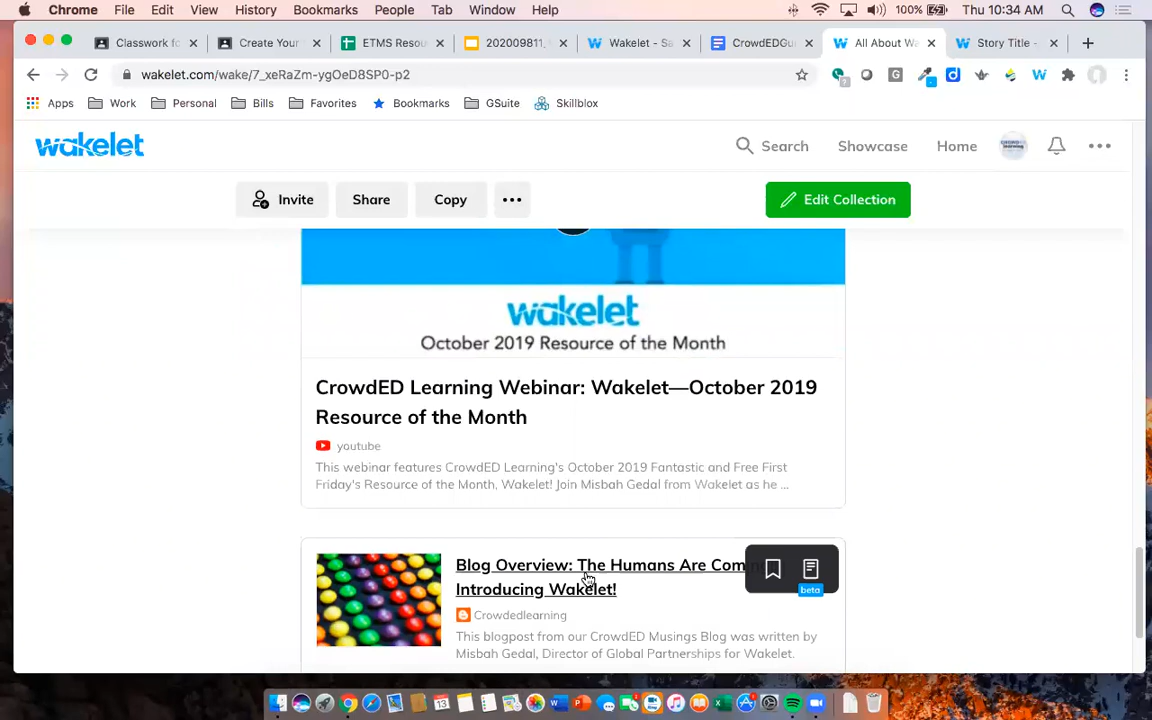 Chrome File Edit View History Bookmarks People Tab Window Help 100% Thu 10:34 AM
Classwork fo Create Your ETMS Resou 202009811_ Wakelet - Sa CrowdEDGu All About Wa Story Title -
wakelet.com/wake/7_xeRaZm-ygOeD8SP0-p2
Apps Work Personal Bills Favorites Bookmarks GSuite Skillblox
wakelet Search Showcase Home
Invite Share Copy Edit Collection
wakelet
October 2019 Resource of the Month
CrowdED Learning Webinar: Wakelet—October 2019
Resource of the Month
youtube
This webinar features CrowdED Learning's October 2019 Fantastic and Free First
Friday's Resource of the Month, Wakelet! Join Misbah Gedal from Wakelet as he ...
Blog Overview: The Humans Are Com
Introducing Wakelet!
beta
Crowdedlearning
This blogpost from our CrowdED Musings Blog was written by
Misbah Gedal, Director of Global Partnerships for Wakelet.